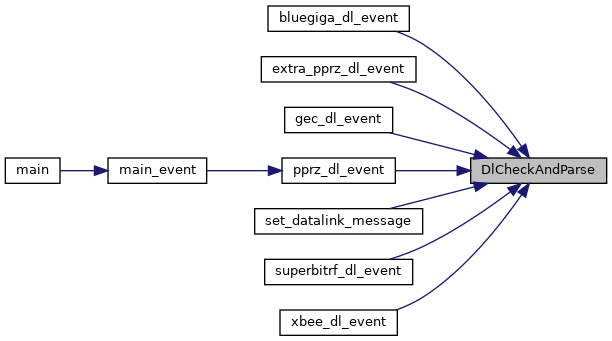 bluegiga_dl_event
extra_pprz_dl_event
gec_dl_event
main
main_event
pprz_dl_event
DlCheckAndParse
set_datalink_message
superbitrf_dl_event
xbee_dl_event